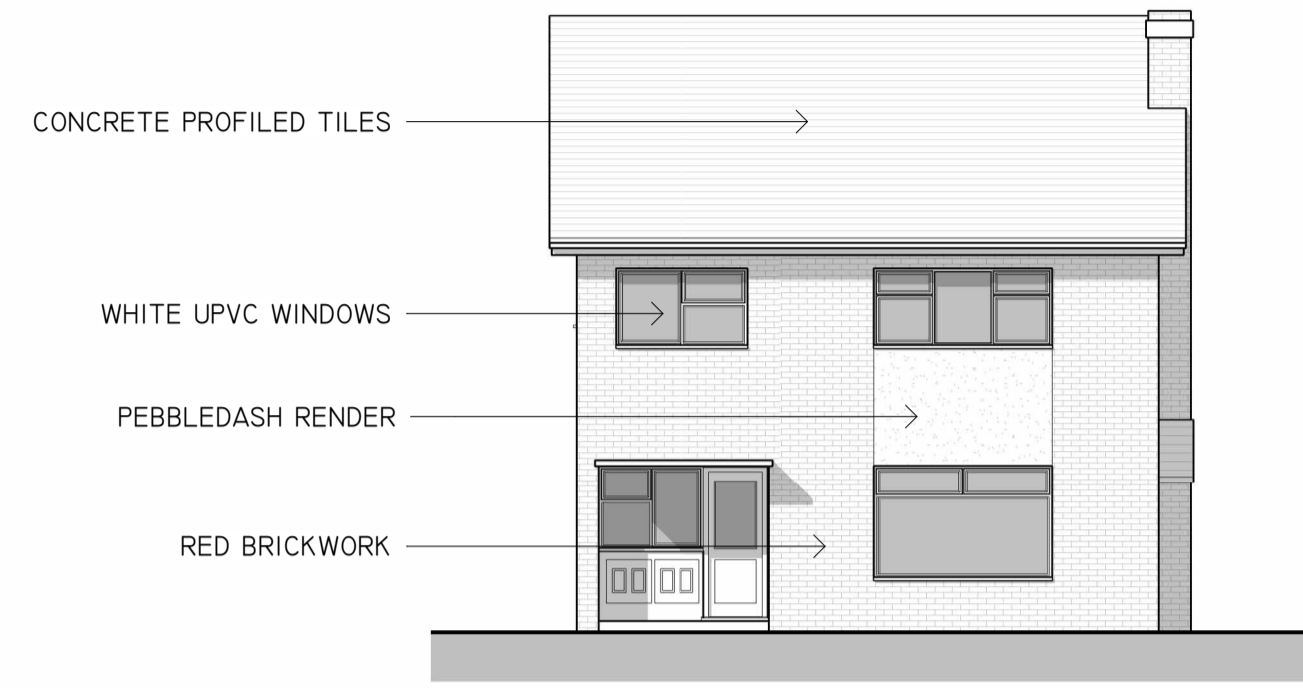 CONCRETE PROFILED TILES
WHITE UPVC WINDOWS
PEBBLEDASH RENDER
RED BRICKWORK